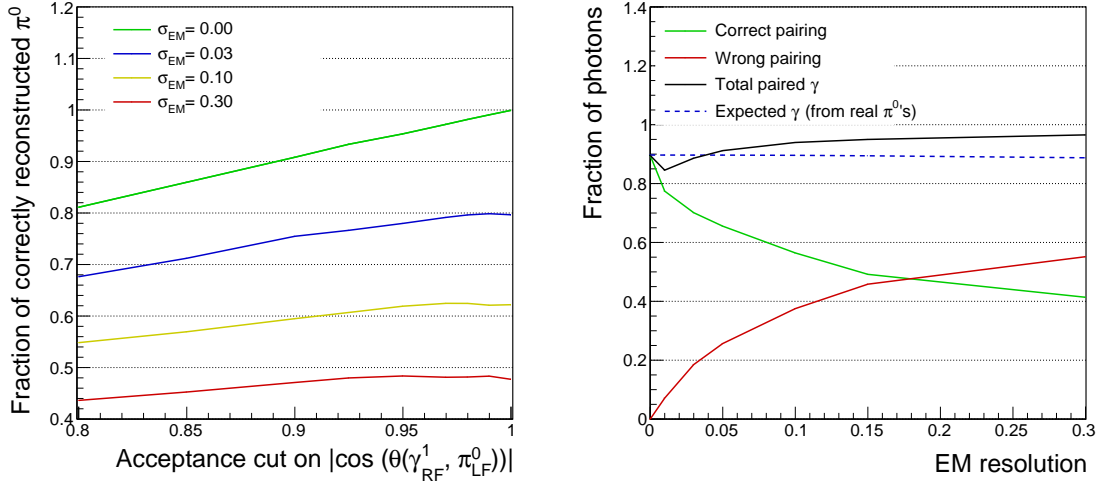 Fraction of correctly reconstructed π⁰
1.2
1.1
1
0.9
0.8
0.7
0.6
0.5
0.4
σEM= 0.00
σEM= 0.03
σEM= 0.10
σEM= 0.30
0.8 0.85 0.9 0.95 1
Acceptance cut on |cos (θ(γ¹RF, π⁰LF))|
Fraction of photons
1.4
1.2
1
0.8
0.6
0.4
0.2
0
Correct pairing
Wrong pairing
Total paired γ
Expected γ (from real π⁰'s)
0 0.05 0.1 0.15 0.2 0.25 0.3
EM resolution